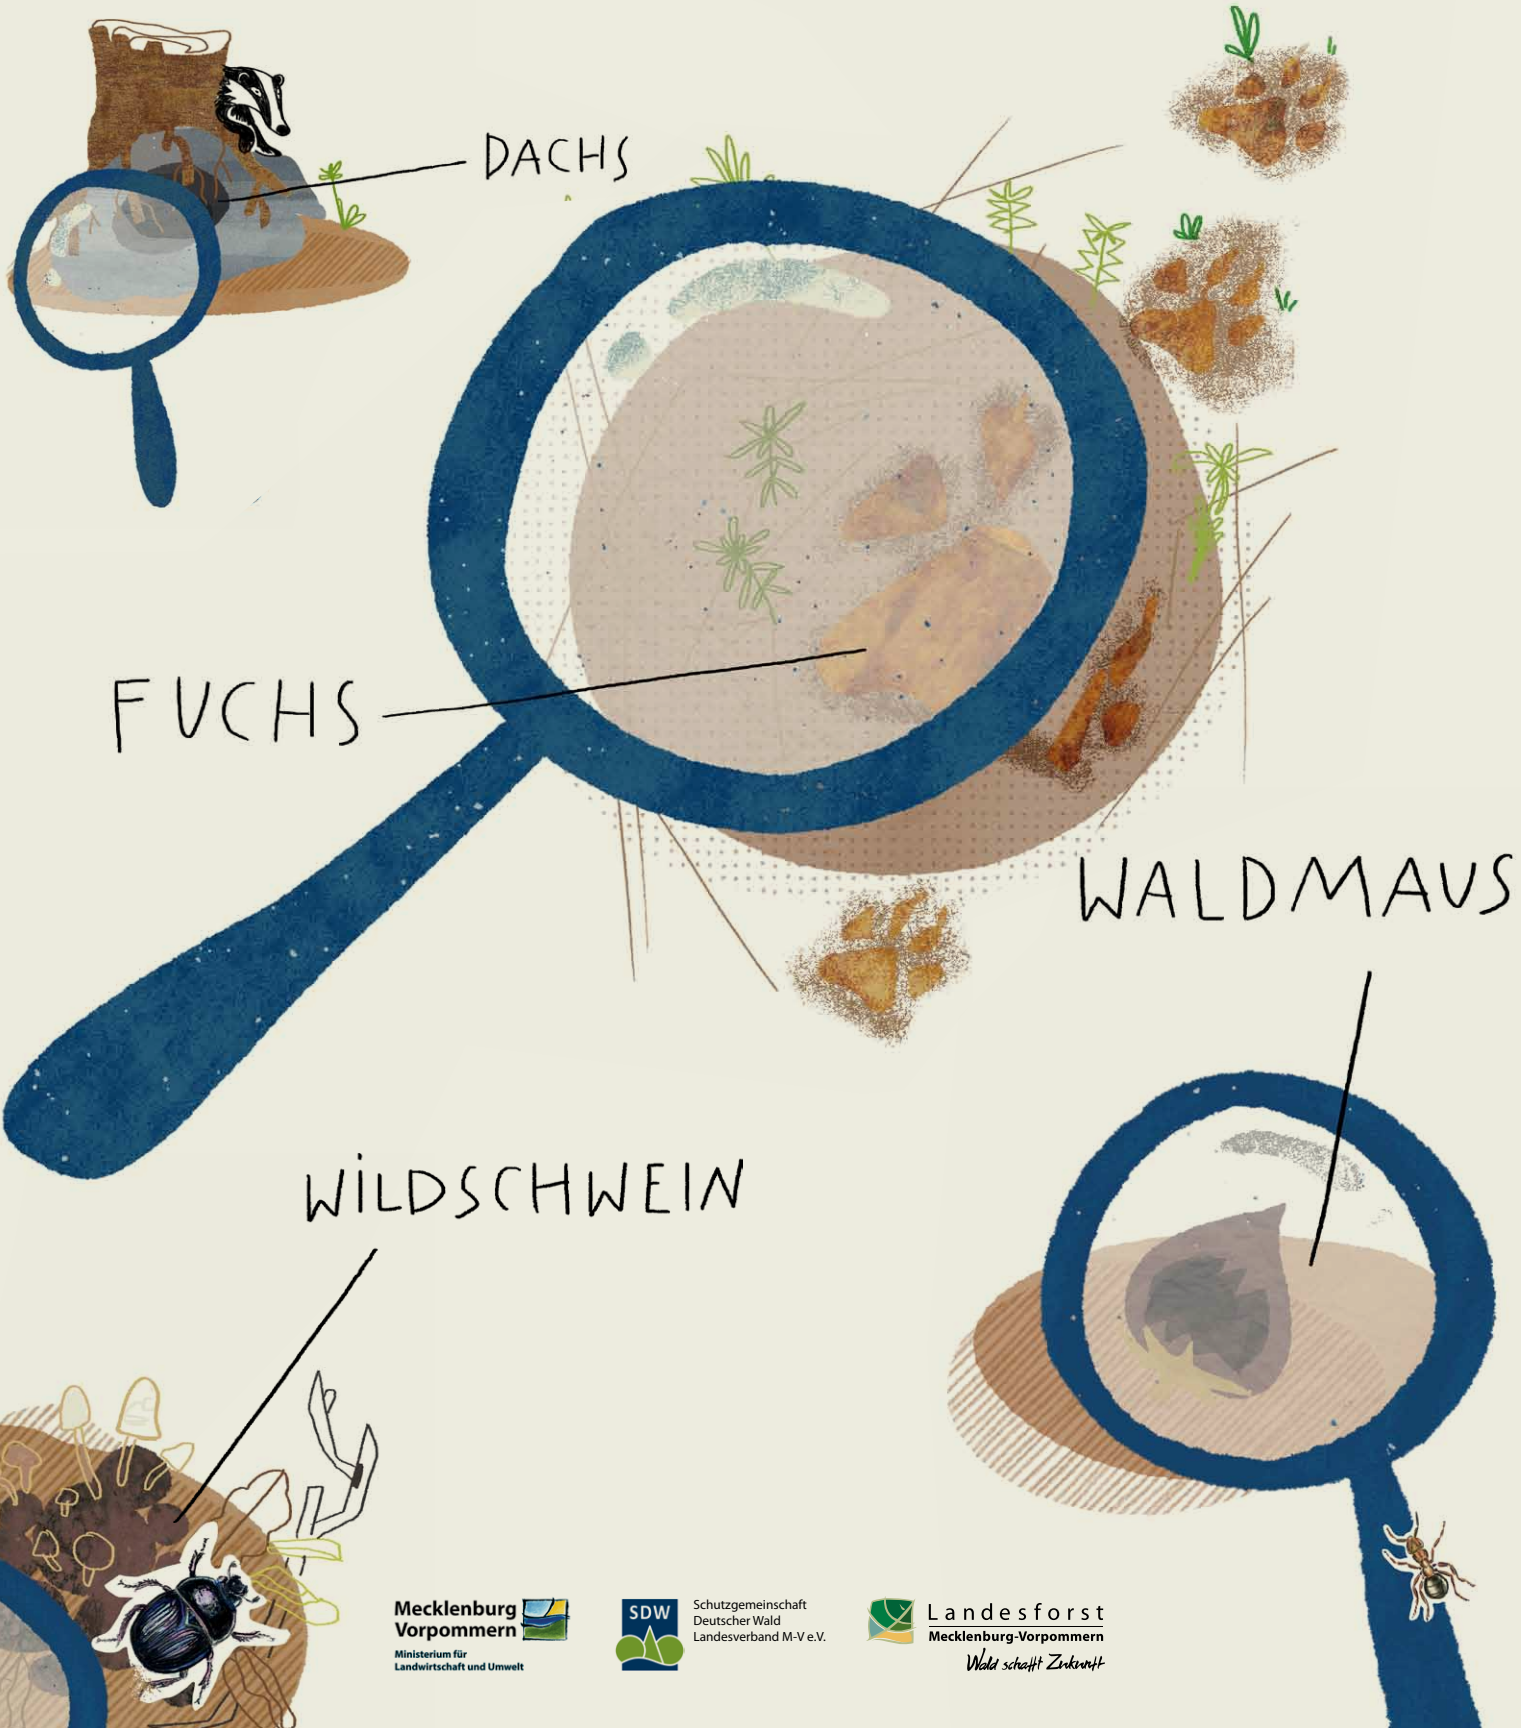 DACHS
FUCHS
WALDMAUS
WiLDSCHWEIN
Mecklenburg
Vorpommern
Ministerium für
Landwirtschaft und Umwelt
SDW
Schutzgemeinschaft
Deutscher Wald
Landesverband M-V e.V.
Landesforst
Mecklenburg-Vorpommern
Wald schafft Zukunft